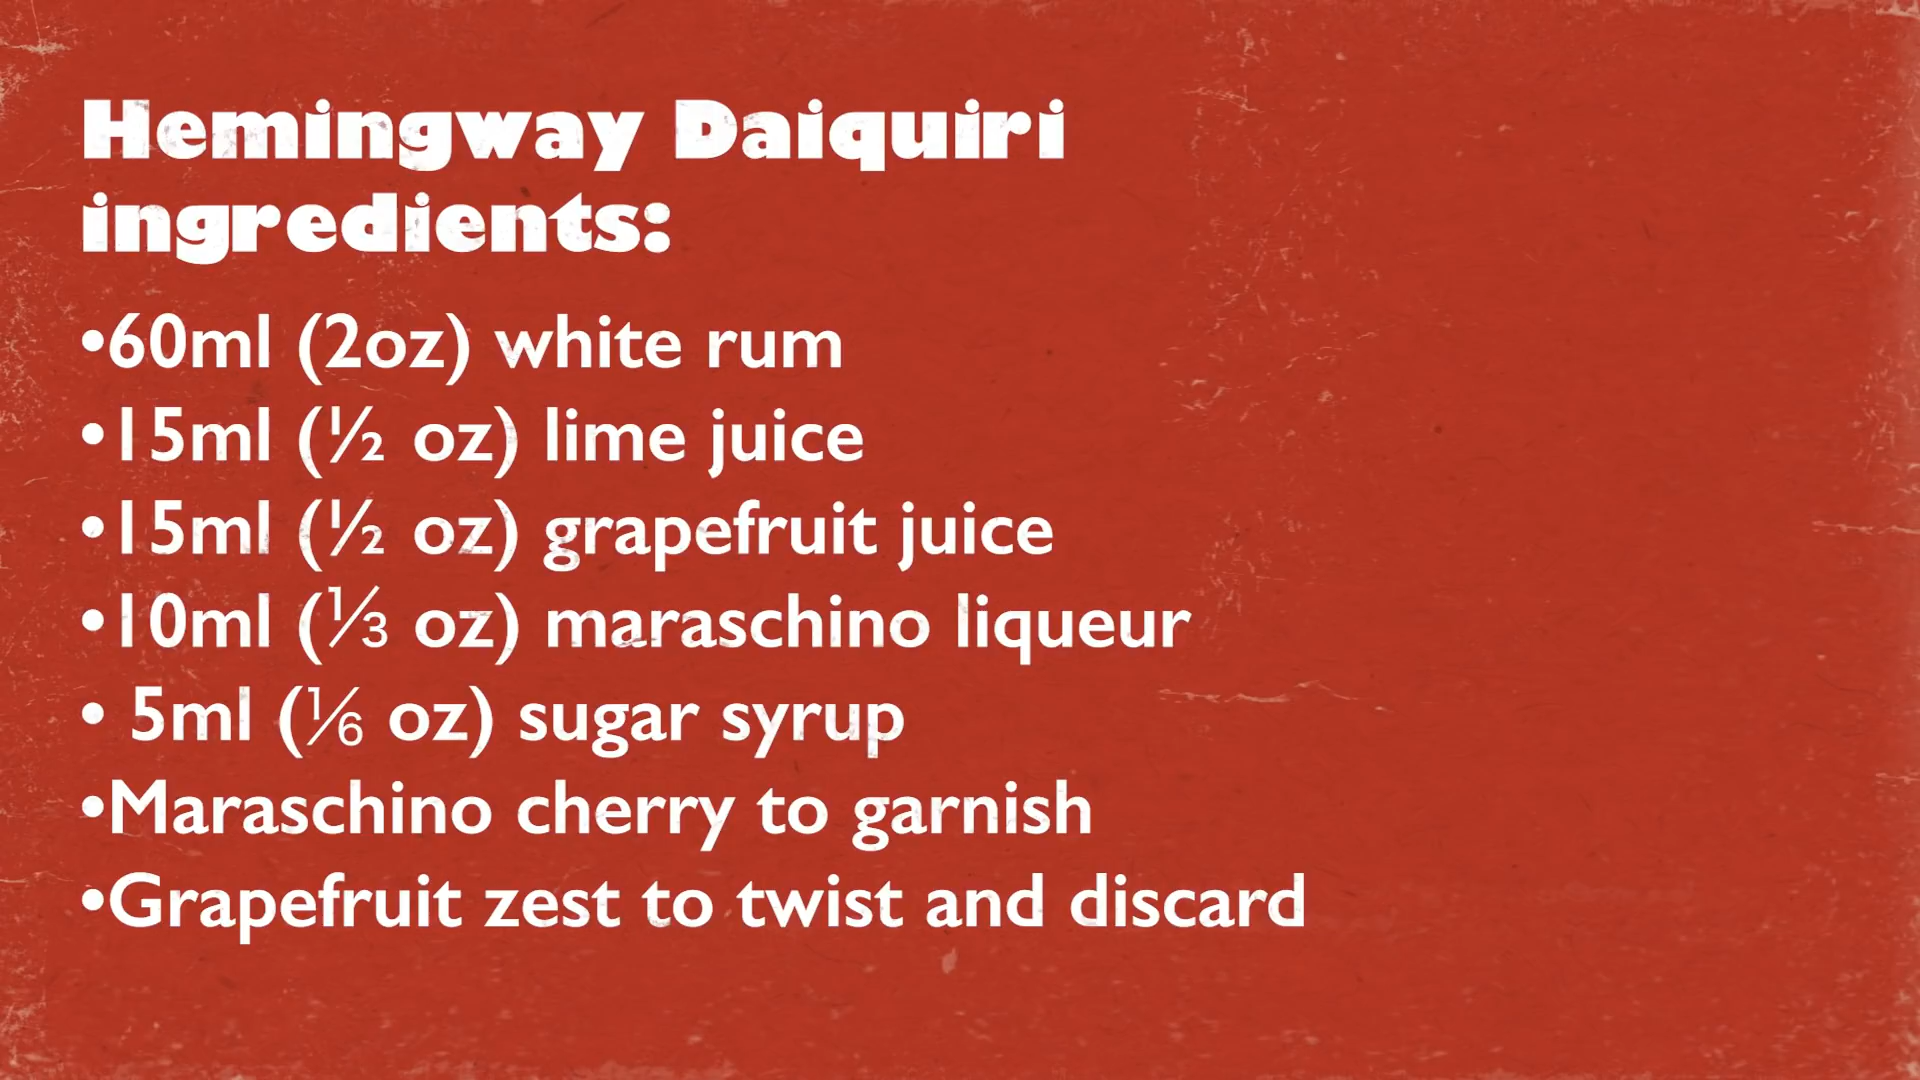 Hemingway Daiquiri
ingredients:
•60ml (2oz) white rum
•15ml (½ oz) lime juice
•15ml (½ oz) grapefruit juice
•10ml (⅓ oz) maraschino liqueur
• 5ml (⅙ oz) sugar syrup
•Maraschino cherry to garnish
•Grapefruit zest to twist and discard